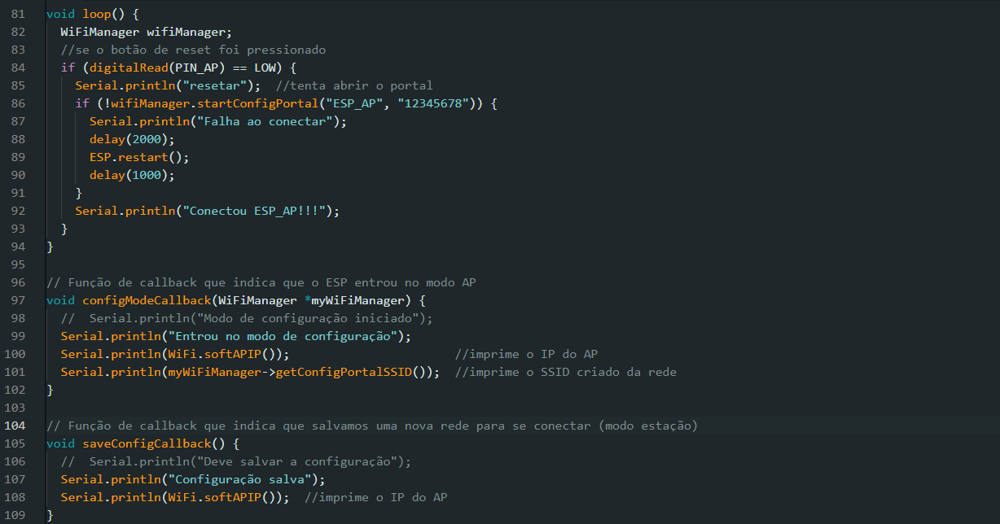 81 void loop() {
82   WiFiManager wifiManager;
83   //se o botão de reset foi pressionado
84   if (digitalRead(PIN_AP) == LOW) {
85     Serial.println("resetar");  //tenta abrir o portal
86     if (!wifiManager.startConfigPortal("ESP_AP", "12345678")) {
87       Serial.println("Falha ao conectar");
88       delay(2000);
89       ESP.restart();
90       delay(1000);
91     }
92     Serial.println("Conectou ESP_AP!!!");
93   }
94 }
95
96 // Função de callback que indica que o ESP entrou no modo AP
97 void configModeCallback(WiFiManager *myWiFiManager) {
98   //  Serial.println("Modo de configuração iniciado");
99   Serial.println("Entrou no modo de configuração");
100   Serial.println(WiFi.softAPIP());                       //imprime o IP do AP
101   Serial.println(myWiFiManager->getConfigPortalSSID());  //imprime o SSID criado da rede
102 }
103
104 // Função de callback que indica que salvamos uma nova rede para se conectar (modo estação)
105 void saveConfigCallback() {
106   //  Serial.println("Deve salvar a configuração");
107   Serial.println("Configuração salva");
108   Serial.println(WiFi.softAPIP());  //imprime o IP do AP
109 }